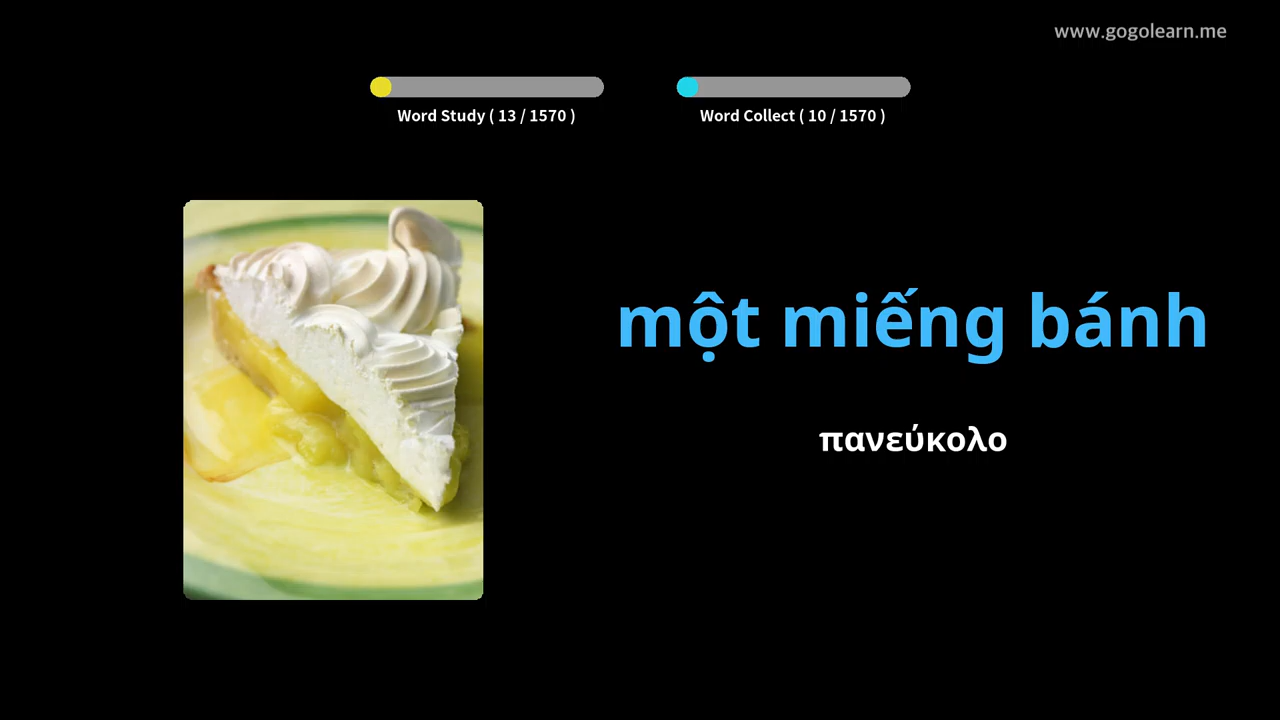 www.gogolearn.me
Word Study ( 13 / 1570 )
Word Collect ( 10 / 1570 )
một miếng bánh
πανεύκολο